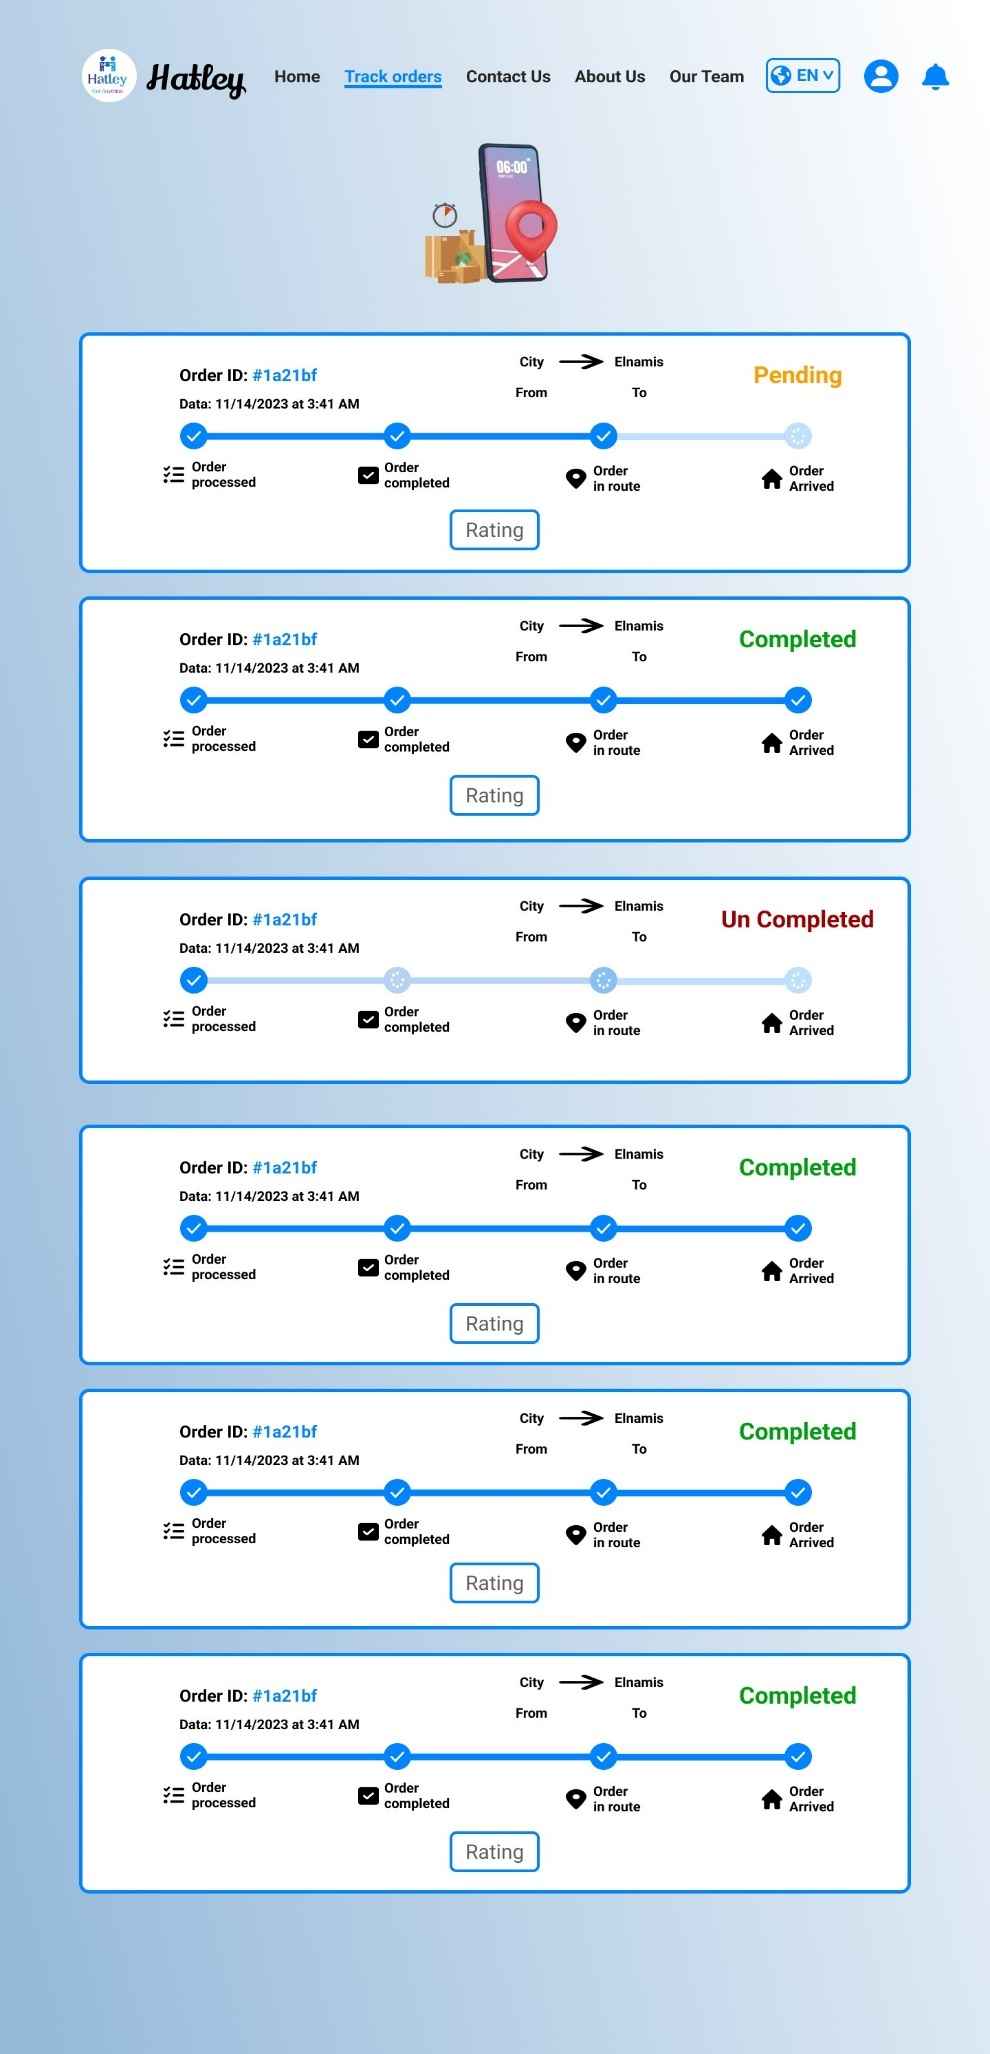 Hatley
Get Anything
Hatley
Home Track orders Contact Us About Us Our Team EN
06:00
Order ID: #1a21bf
Data: 11/14/2023 at 3:41 AM
City Elnamis
From To
Pending
Order processed
Order completed
Order in route
Order Arrived
Rating
Order ID: #1a21bf
Data: 11/14/2023 at 3:41 AM
City Elnamis
From To
Completed
Order processed
Order completed
Order in route
Order Arrived
Rating
Order ID: #1a21bf
Data: 11/14/2023 at 3:41 AM
City Elnamis
From To
Un Completed
Order processed
Order completed
Order in route
Order Arrived
Order ID: #1a21bf
Data: 11/14/2023 at 3:41 AM
City Elnamis
From To
Completed
Order processed
Order completed
Order in route
Order Arrived
Rating
Order ID: #1a21bf
Data: 11/14/2023 at 3:41 AM
City Elnamis
From To
Completed
Order processed
Order completed
Order in route
Order Arrived
Rating
Order ID: #1a21bf
Data: 11/14/2023 at 3:41 AM
City Elnamis
From To
Completed
Order processed
Order completed
Order in route
Order Arrived
Rating